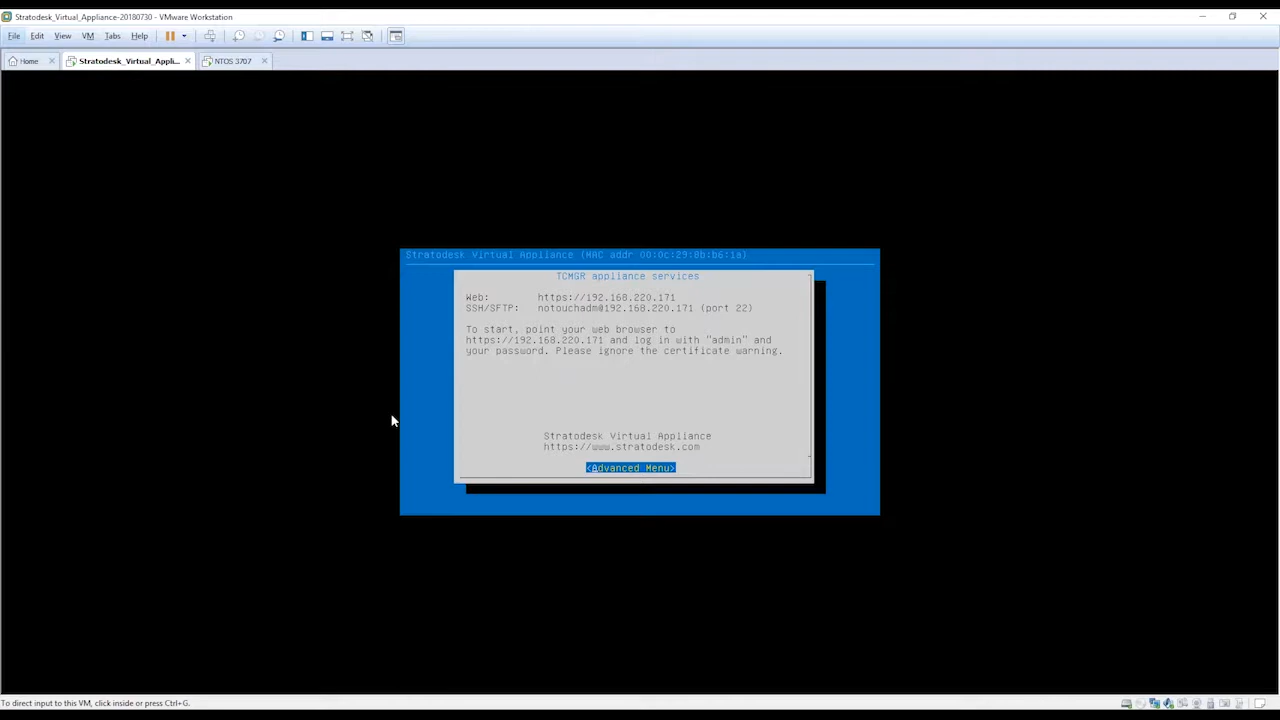 Stratodesk_Virtual_Appliance-20180730 - VMware Workstation
File Edit View VM Tabs Help
Home Stratodesk_Virtual_Appli... NTOS 3707
Stratodesk Virtual Appliance (MAC addr 00:0c:29:0b:b6:1a)
TCMGR appliance services
Web: https://192.168.220.171
SSH/SFTP: notouchadm@192.168.220.171 (port 22)
To start, point your web browser to
https://192.168.220.171 and log in with "admin" and
your password. Please ignore the certificate warning.
Stratodesk Virtual Appliance
https://www.stratodesk.com
<Advanced Menu>
To direct input to this VM, click inside or press Ctrl+G.